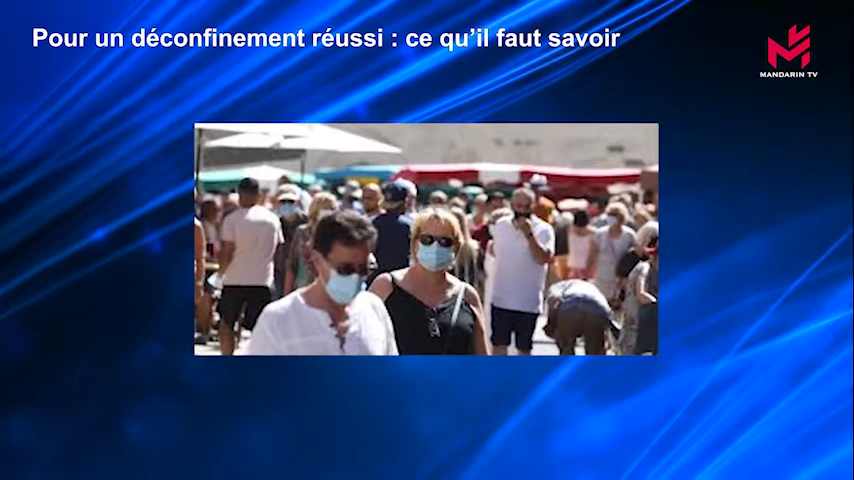 Pour un déconfinement réussi : ce qu’il faut savoir
MANDARIN TV